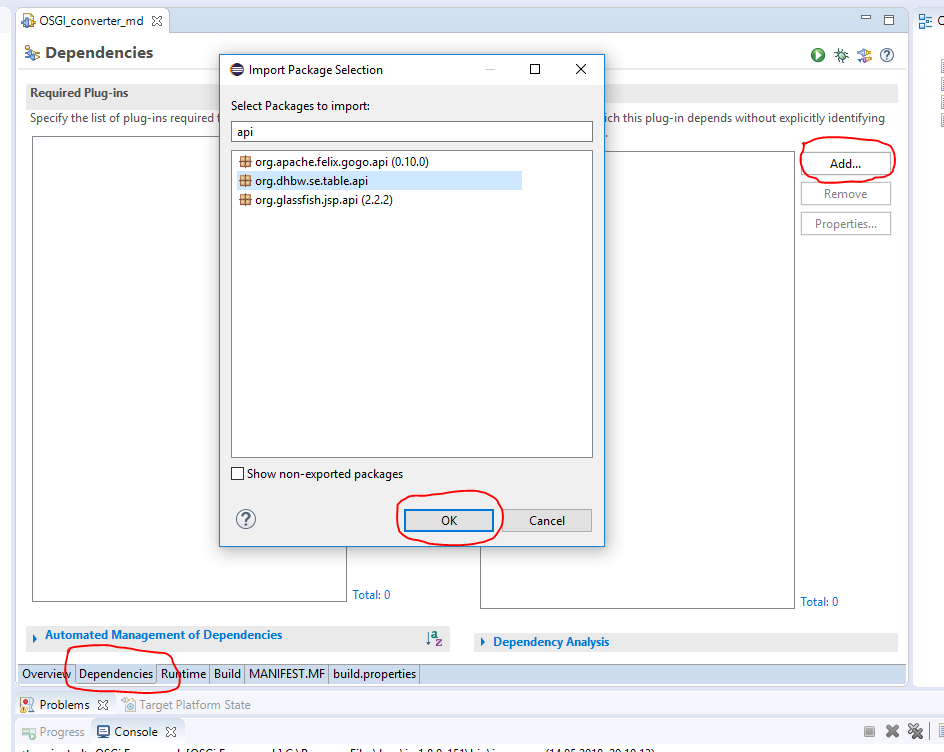 OSGI_converter_md
Dependencies
Import Package Selection
Required Plug-ins
Select Packages to import:
Specify the list of plug-ins required
ich this plug-in depends without explicitly identifying
api
org.apache.felix.gogo.api (0.10.0)
org.dhbw.se.table.api
org.glassfish.jsp.api (2.2.2)
Add...
Remove
Properties...
Show non-exported packages
OK
Cancel
Total: 0
Total: 0
Automated Management of Dependencies
Dependency Analysis
Overview Dependencies Runtime Build MANIFEST.MF build.properties
Problems Target Platform State
Progress Console